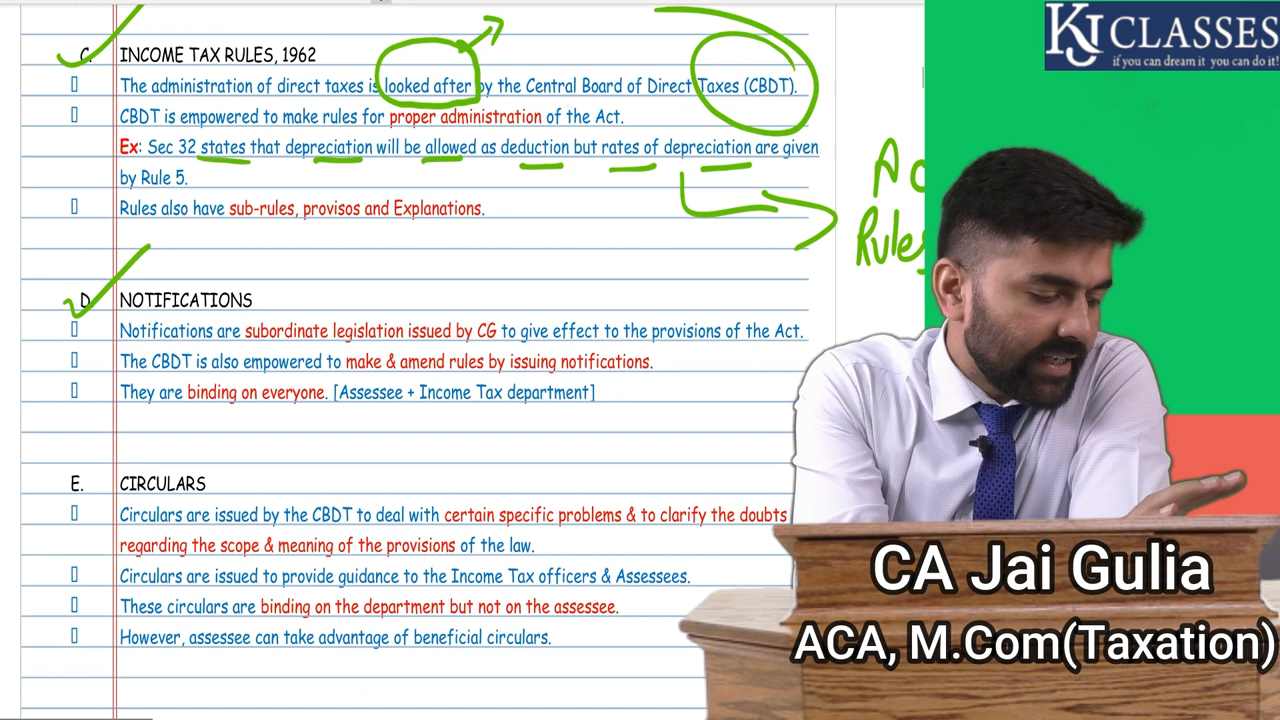 KJ CLASSES
if you can dream it you can do it!
C. INCOME TAX RULES, 1962
The administration of direct taxes is looked after by the Central Board of Direct Taxes (CBDT).
CBDT is empowered to make rules for proper administration of the Act.
Ex: Sec 32 states that depreciation will be allowed as deduction but rates of depreciation are given
by Rule 5.
Rules also have sub-rules, provisos and Explanations.
Rules
D. NOTIFICATIONS
Notifications are subordinate legislation issued by CG to give effect to the provisions of the Act.
The CBDT is also empowered to make & amend rules by issuing notifications.
They are binding on everyone. [Assessee + Income Tax department]
E. CIRCULARS
Circulars are issued by the CBDT to deal with certain specific problems & to clarify the doubts
regarding the scope & meaning of the provisions of the law.
Circulars are issued to provide guidance to the Income Tax officers & Assessees.
These circulars are binding on the department but not on the assessee.
However, assessee can take advantage of beneficial circulars.
CA Jai Gulia
ACA, M.Com(Taxation)